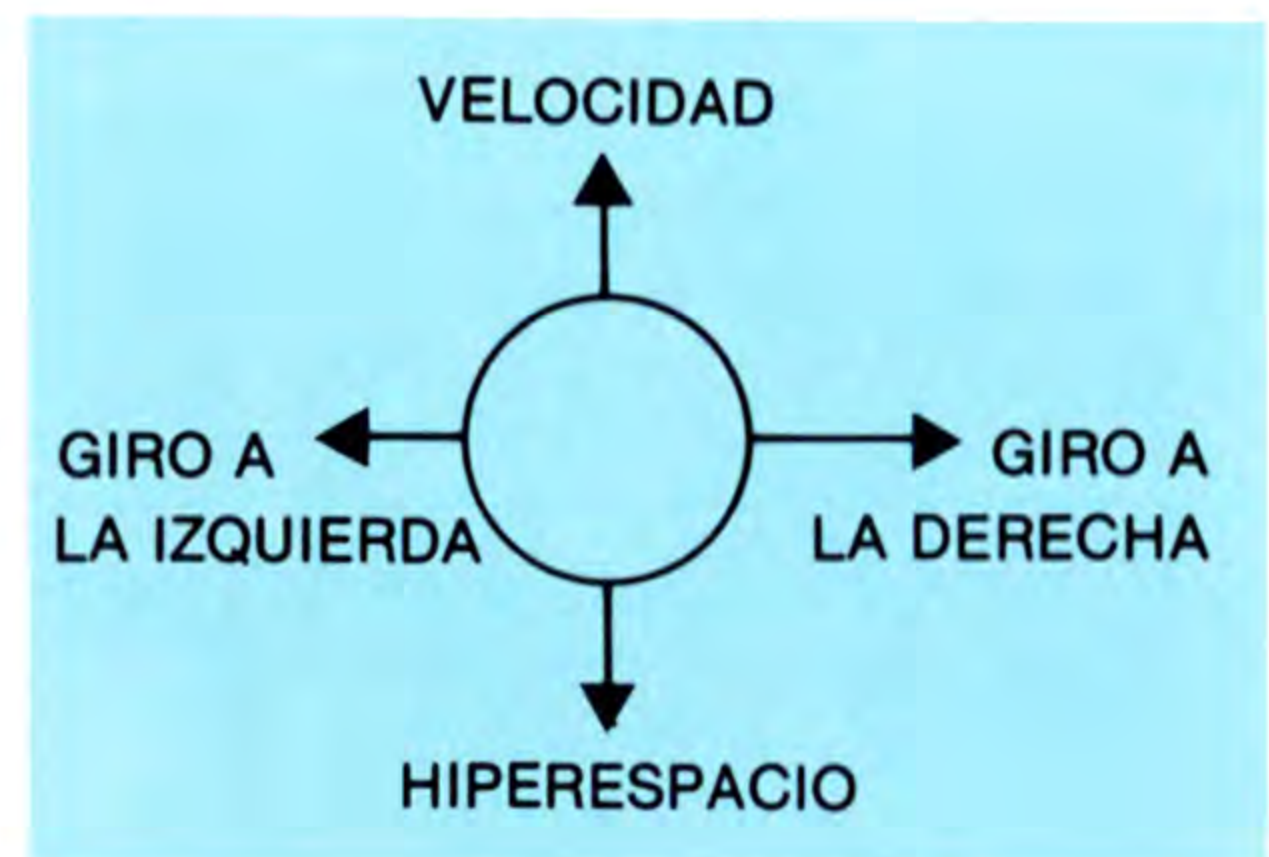 VELOCIDAD
GIRO A
LA IZQUIERDA
GIRO A
LA DERECHA
HIPERESPACIO